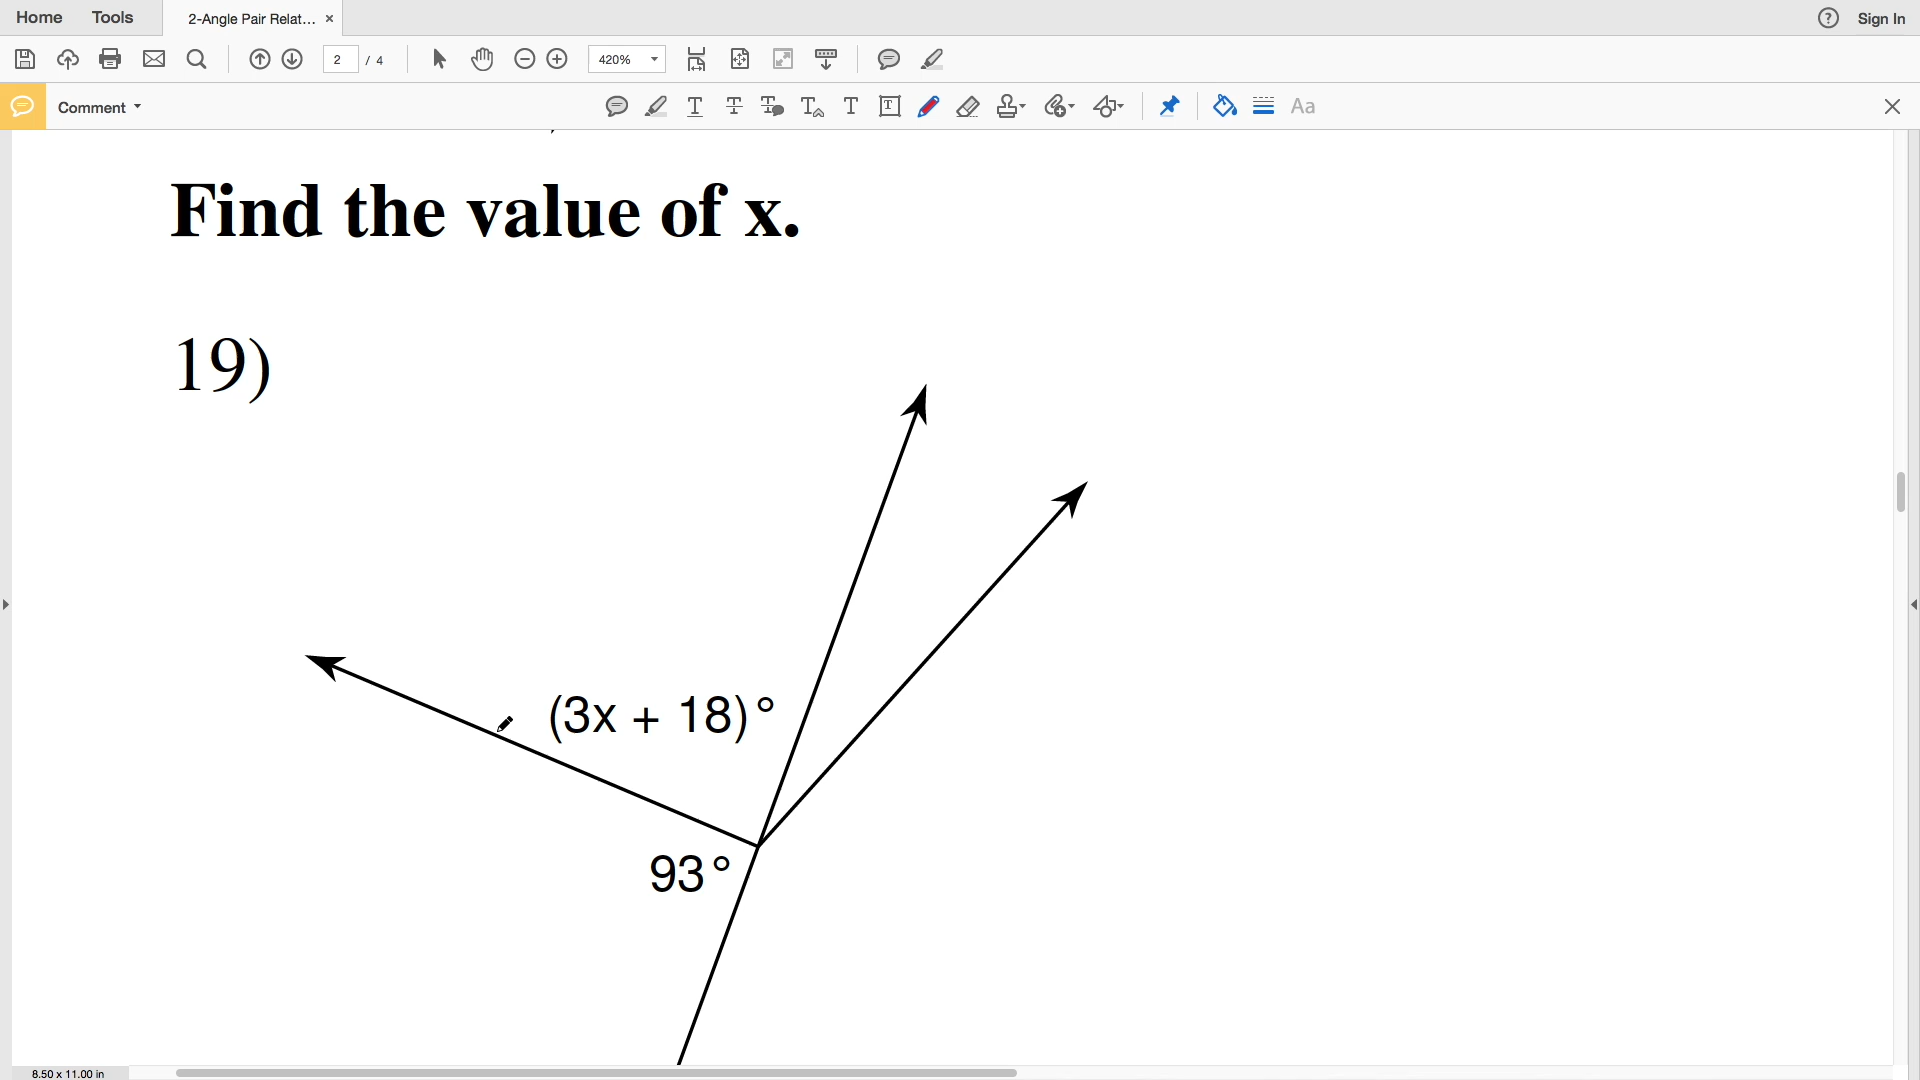 Home Tools 2-Angle Pair Relat... × ? Sign In
2 / 4 420%
Comment T T T T T T Aa
Find the value of x.
19)
(3x + 18)°
93°
8.50 x 11.00 in